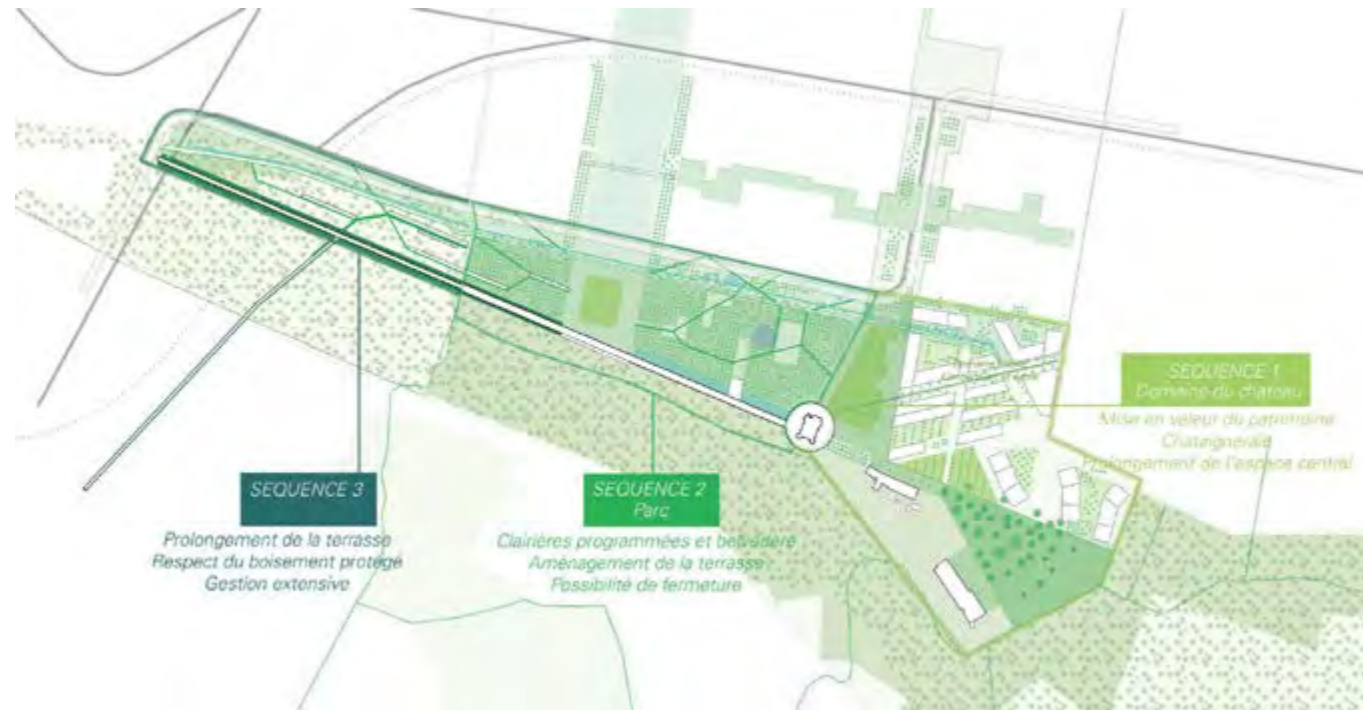 SEQUENCE 1
Domaine du chateau
Mise en valeur du patrimoine
Chataigneraie
Prolongement de l'espace central
SEQUENCE 3
Prolongement de la terrasse
Respect du boisement protégé
Gestion extensive
SEQUENCE 2
Parc
Clairières programmées et belvédère
Aménagement de la terrasse
Possibilité de fermeture